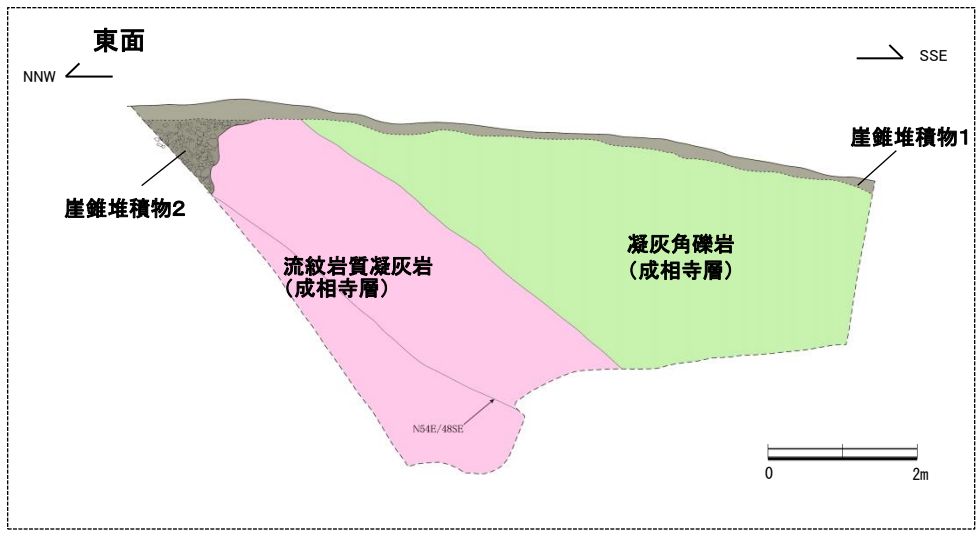 東面
NNW
SSE
崖錐堆積物1
崖錐堆積物2
凝灰角礫岩
（成相寺層）
流紋岩質凝灰岩
（成相寺層）
N54E/48SE
0
2m